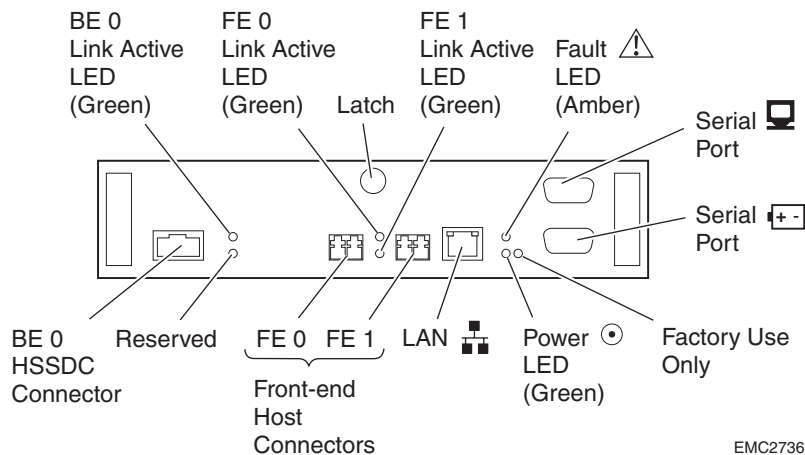 BE 0
Link Active
LED
(Green)
FE 0
Link Active
LED
(Green)
Latch
FE 1
Link Active
LED
(Green)
Fault
LED
(Amber)
Serial
Port
Serial + -
Port
BE 0
HSSDC
Connector
Reserved
FE 0 FE 1
Front-end
Host
Connectors
LAN
Power
LED
(Green)
Factory Use
Only
EMC2736